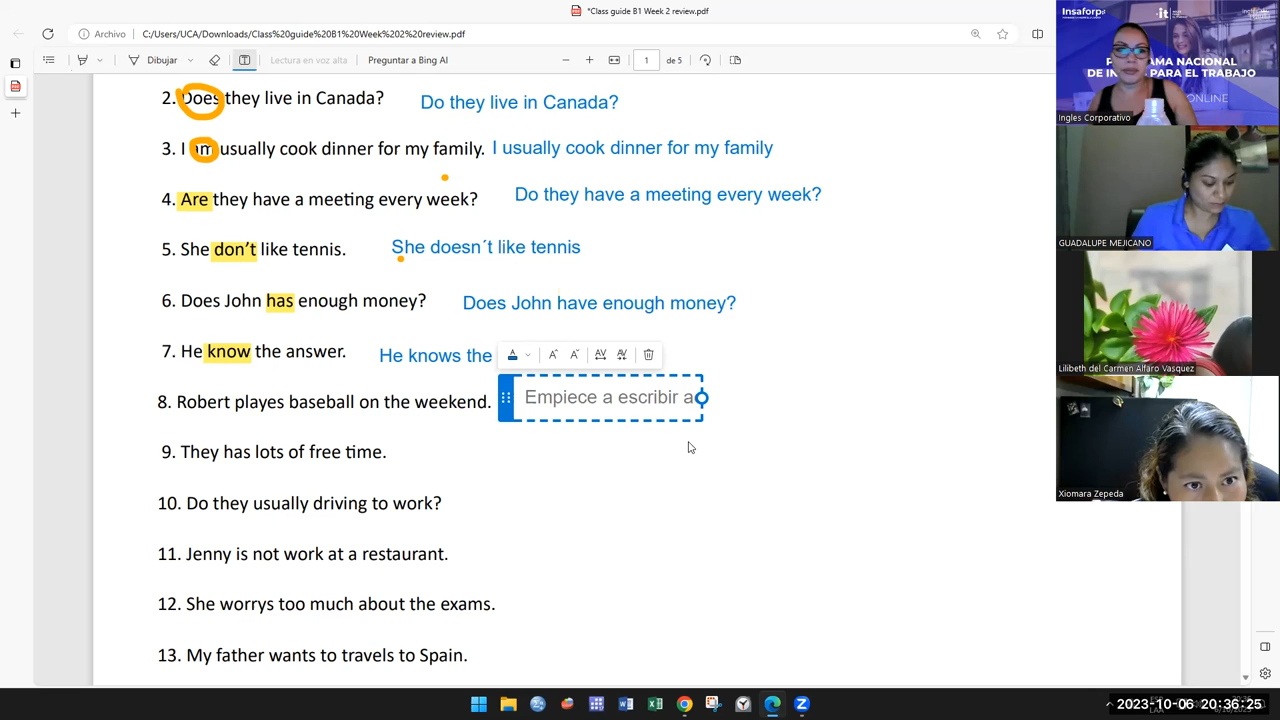 *Class guide B1 Week 2 review.pdf
Archivo
C:/Users/UCA/Downloads/Class%20guide%20B1%20Week%202%20review.pdf
Dibujar
Lectura en voz alta
Preguntar a Bing AI
1
de 5
2. Does they live in Canada? Do they live in Canada?
3. I am usually cook dinner for my family. I usually cook dinner for my family
4. Are they have a meeting every week? Do they have a meeting every week?
5. She don't like tennis. She doesn´t like tennis
6. Does John has enough money? Does John have enough money?
7. He know the answer. He knows the
8. Robert playes baseball on the weekend. Empiece a escribir a
9. They has lots of free time.
10. Do they usually driving to work?
11. Jenny is not work at a restaurant.
12. She worrys too much about the exams.
13. My father wants to travels to Spain.
Insaforp
ONLINE
Ingles Corporativo
GUADALUPE MEJICANO
Lilibeth del Carmen Alfaro Vasquez
Xiomara Zepeda
2023-10-06 20:36:25